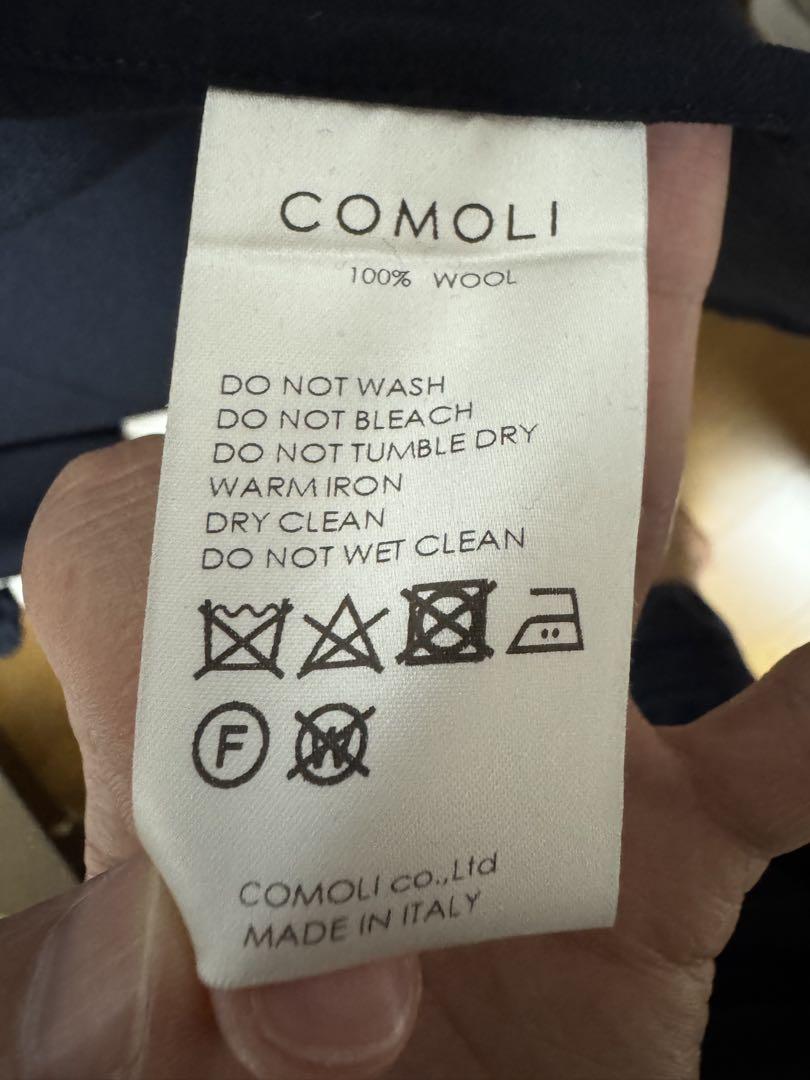 COMOLI
100% WOOL
DO NOT WASH
DO NOT BLEACH
DO NOT TUMBLE DRY
WARM IRON
DRY CLEAN
DO NOT WET CLEAN
F W
COMOLI co.,Ltd
MADE IN ITALY